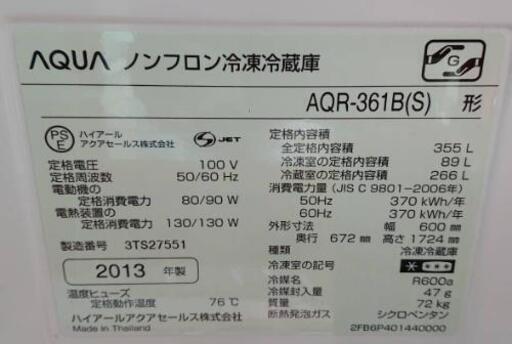 AQUA ノンフロン冷凍冷蔵庫
G
AQR-361B(S) 形
PS E ハイアール アクアセールス株式会社 S JET
定格電圧 100 V
定格周波数 50/60 Hz
電動機の
定格消費電力 80/90 W
電熱装置の
定格消費電力 130/130 W
製造番号 3TS27551
2013 年製
温度ヒューズ
定格動作温度 76℃
ハイアールアクアセールス株式会社
Made in Thailand
定格内容積
全定格内容積 355 L
冷凍室の定格内容積 89 L
冷蔵室の定格内容積 266 L
消費電力量 (JIS C 9801-2006年)
50Hz 370 kWh/年
60Hz 370 kWh/年
外形寸法 幅 600 mm
奥行 672 mm 高さ 1724 mm
種類 冷凍冷蔵庫
冷凍室の記号 * ***
冷媒名 R600a
冷媒封入量 47 g
質量 72 kg
断熱発泡ガス シクロペンタン
2FB6P401440000